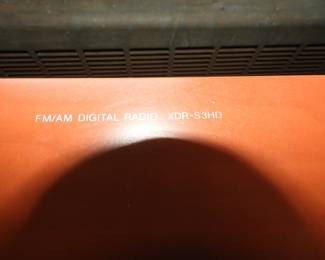 FM/AM DIGITAL RADIO XDR-S3HD